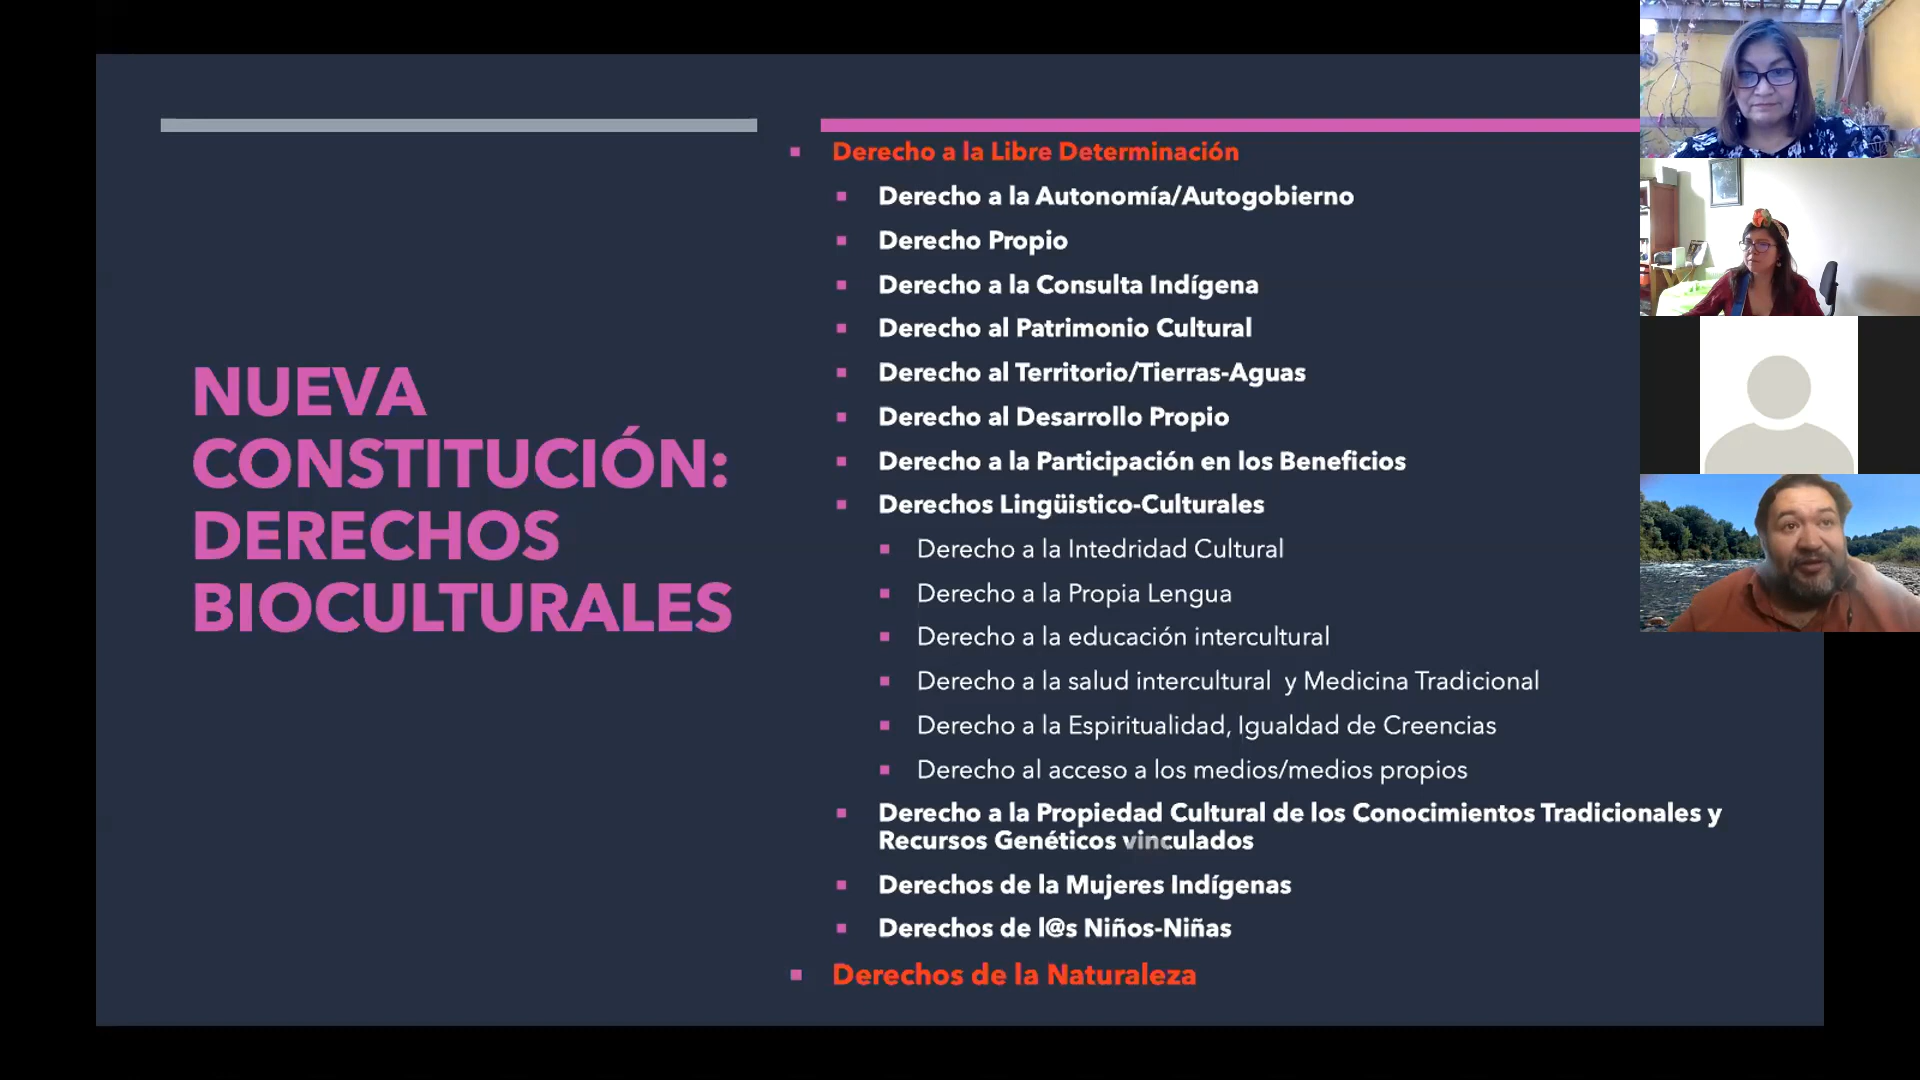 NUEVA
CONSTITUCIÓN:
DERECHOS
BIOCULTURALES
Derecho a la Libre Determinación
Derecho a la Autonomía/Autogobierno
Derecho Propio
Derecho a la Consulta Indígena
Derecho al Patrimonio Cultural
Derecho al Territorio/Tierras-Aguas
Derecho al Desarrollo Propio
Derecho a la Participación en los Beneficios
Derechos Lingüistico-Culturales
Derecho a la Intedridad Cultural
Derecho a la Propia Lengua
Derecho a la educación intercultural
Derecho a la salud intercultural y Medicina Tradicional
Derecho a la Espiritualidad, Igualdad de Creencias
Derecho al acceso a los medios/medios propios
Derecho a la Propiedad Cultural de los Conocimientos Tradicionales y
Recursos Genéticos vinculados
Derechos de la Mujeres Indígenas
Derechos de l@s Niños-Niñas
Derechos de la Naturaleza